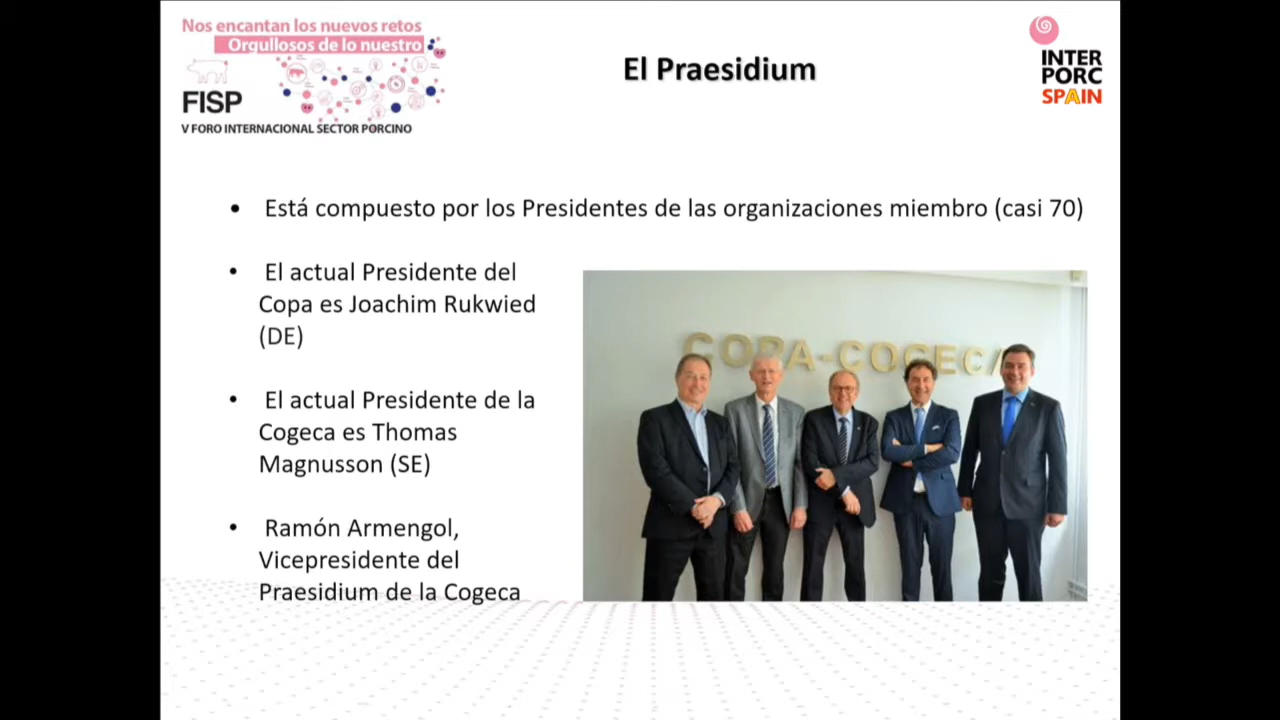 Nos encantan los nuevos retos
Orgullosos de lo nuestro
FISP
V FORO INTERNACIONAL SECTOR PORCINO
El Praesidium
INTER
PORC
SPAIN
• Está compuesto por los Presidentes de las organizaciones miembro (casi 70)
• El actual Presidente del
Copa es Joachim Rukwied
(DE)
• El actual Presidente de la
Cogeca es Thomas
Magnusson (SE)
• Ramón Armengol,
Vicepresidente del
Praesidium de la Cogeca
COPA-COGECA